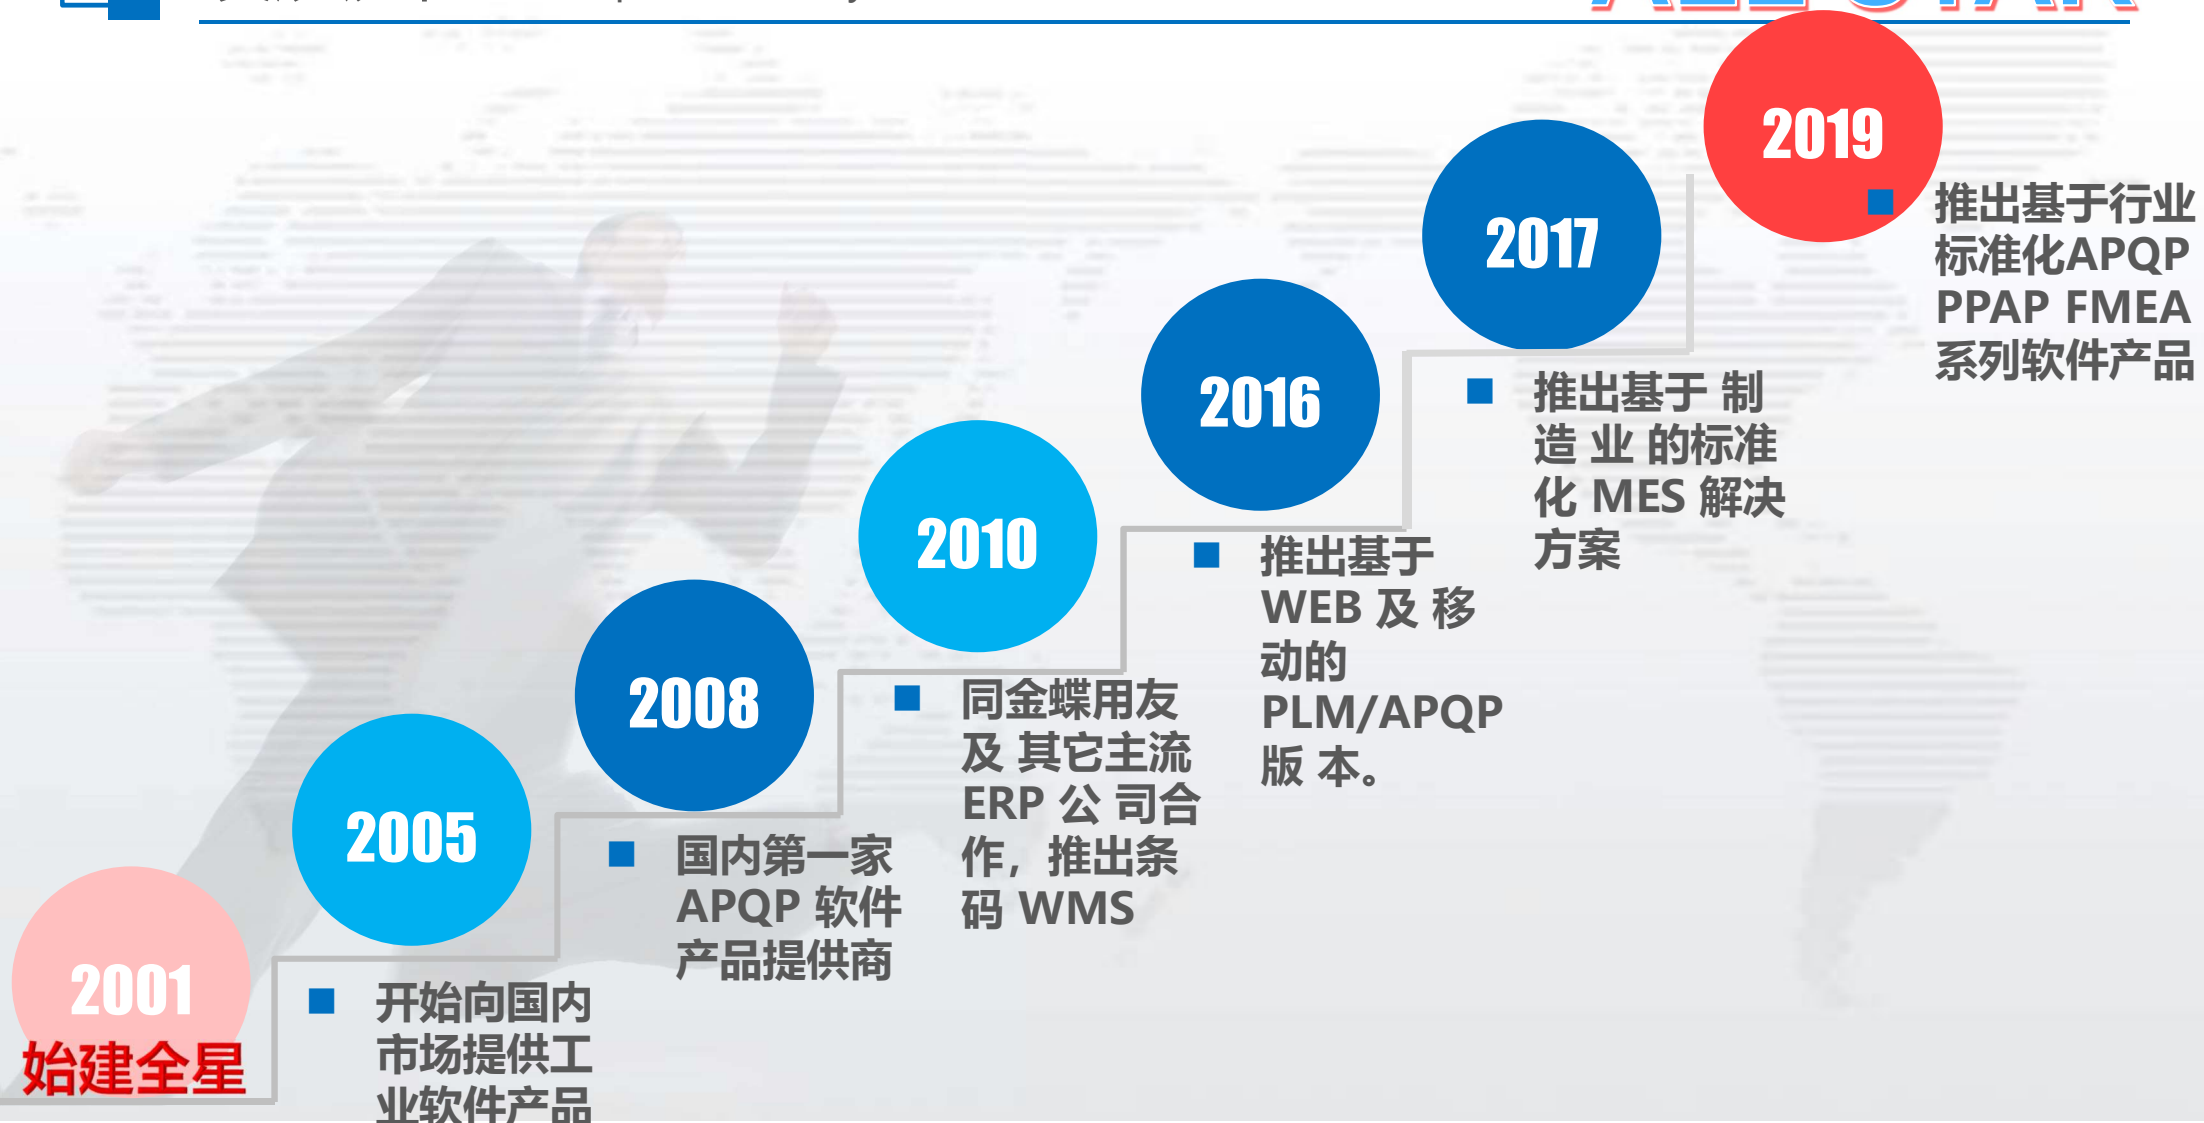 ALL STAR
2019
推出基于行业
标准化APQP
PPAP FMEA
系列软件产品
2017
推出基于 制
造 业 的标准
化 MES 解决
方案
2016
推出基于
WEB 及 移
动的
PLM/APQP
版 本。
2010
同金蝶用友
及 其它主流
ERP 公 司合
作，推出条
码 WMS
2008
国内第一家
APQP 软件
产品提供商
2005
开始向国内
市场提供工
业软件产品
2001
始建全星